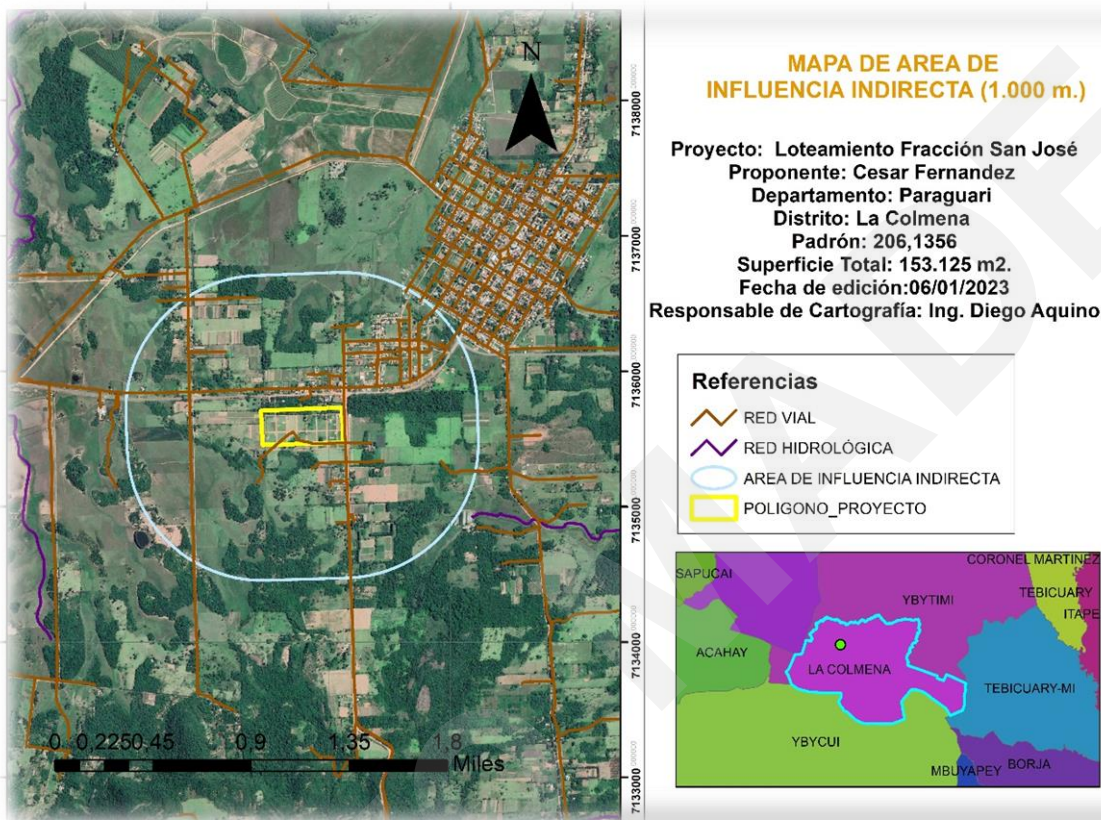 MAPA DE AREA DE
INFLUENCIA INDIRECTA (1.000 m.)
Proyecto: Loteamiento Fracción San José
Proponente: Cesar Fernandez
Departamento: Paraguari
Distrito: La Colmena
Padrón: 206,1356
Superficie Total: 153.125 m2.
Fecha de edición:06/01/2023
Responsable de Cartografía: Ing. Diego Aquino
Referencias
RED VIAL
RED HIDROLÓGICA
AREA DE INFLUENCIA INDIRECTA
POLIGONO_PROYECTO
N
7138000
7137000
7136000
7135000
7134000
7133000
0 0,225 0,45 0,9 1,35 1,8
Miles
SAPUCAI
CORONEL MARTINEZ
YBYTIMI
TEBICUARY
ITAPE
ACAHAY
LA COLMENA
TEBICUARY-MI
YBYCUI
MBUYAPEY
BORJA
MADE